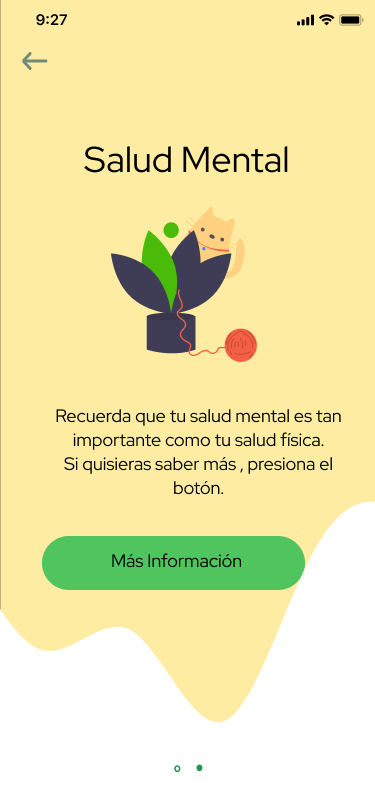 9:27
Salud Mental
Recuerda que tu salud mental es tan
importante como tu salud física.
Si quisieras saber más , presiona el
botón.
Más Información